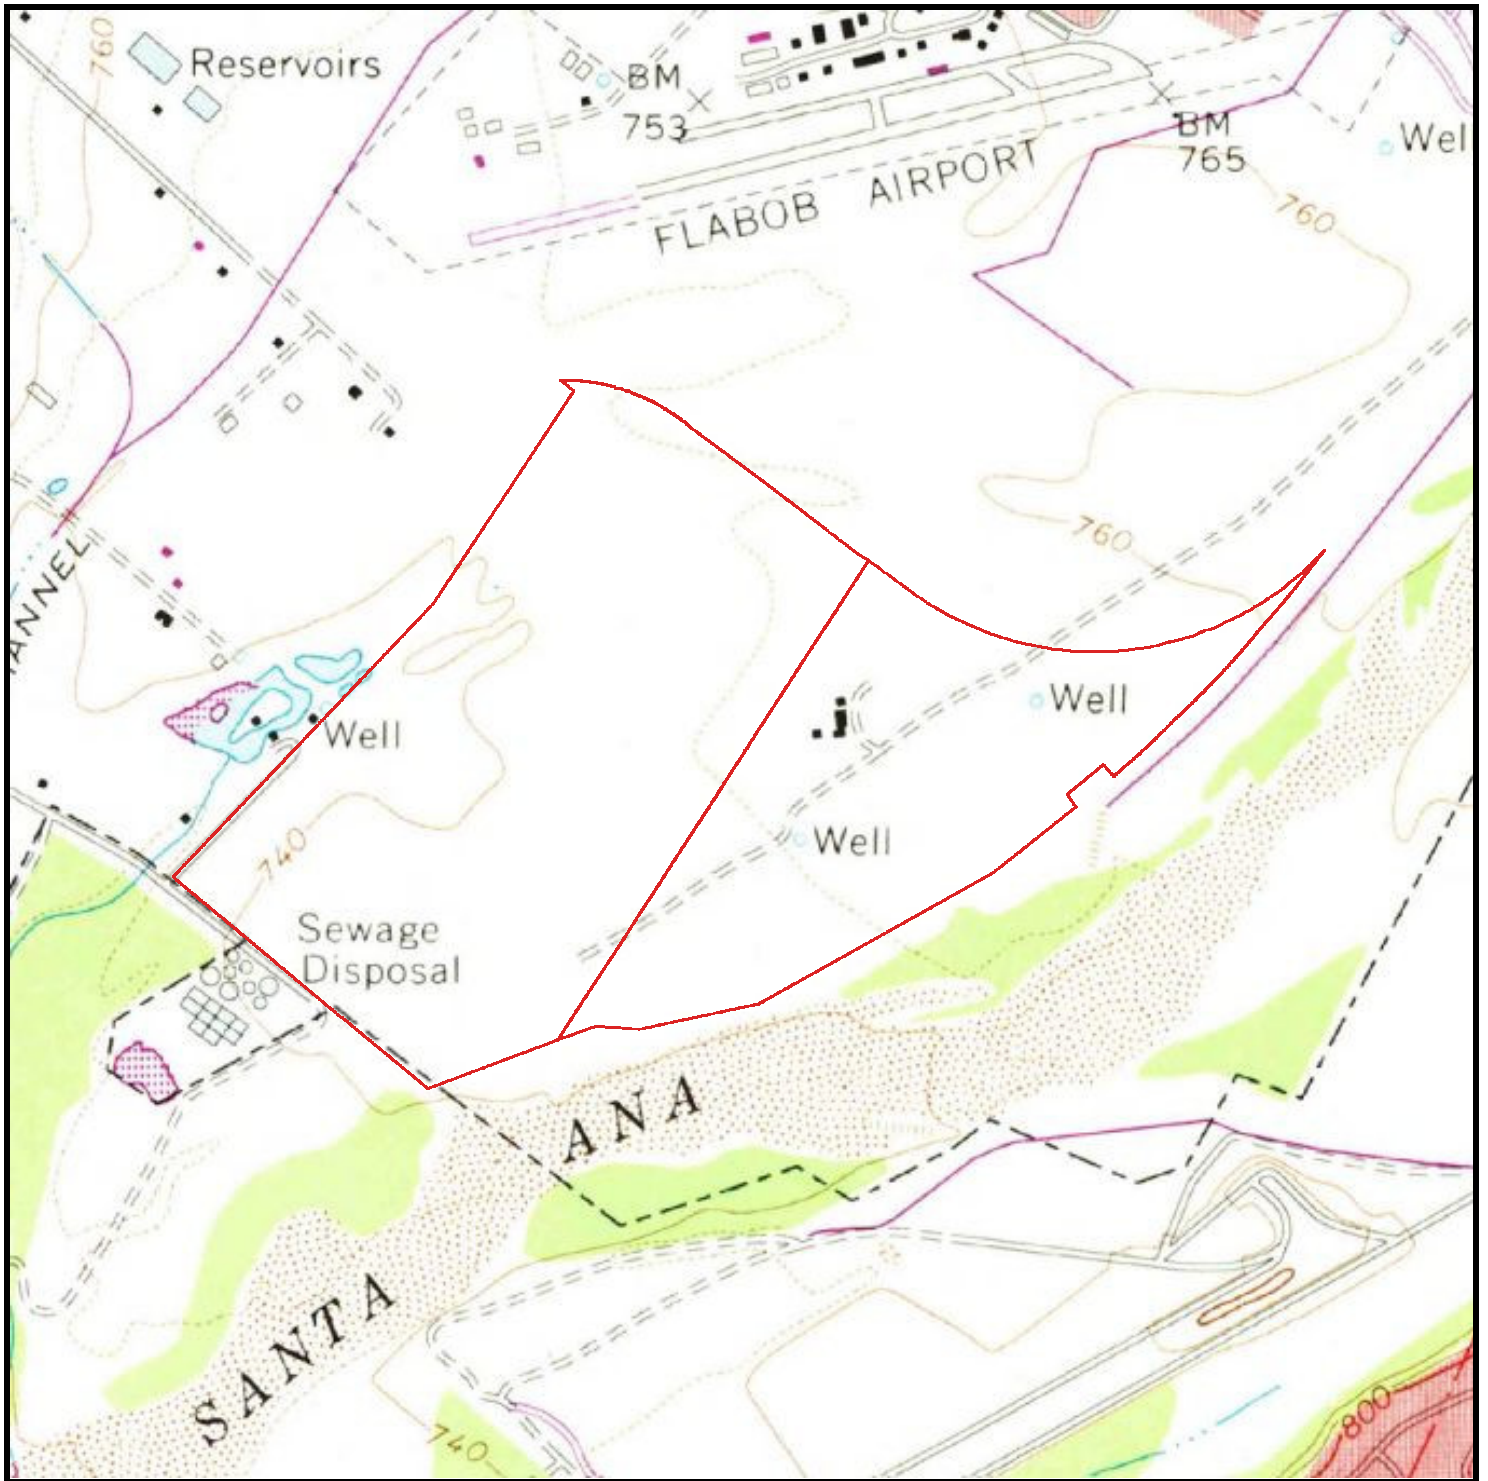 760
Reservoirs
BM
753
BM
765
Wel
FLABOB AIRPORT
760
760
ANNEL
Well
Well
Well
740
Sewage
Disposal
SANTA ANA
740
800